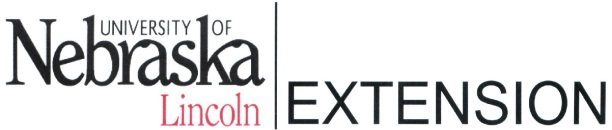 UNIVERSITY OF
Nebraska
Lincoln
EXTENSION